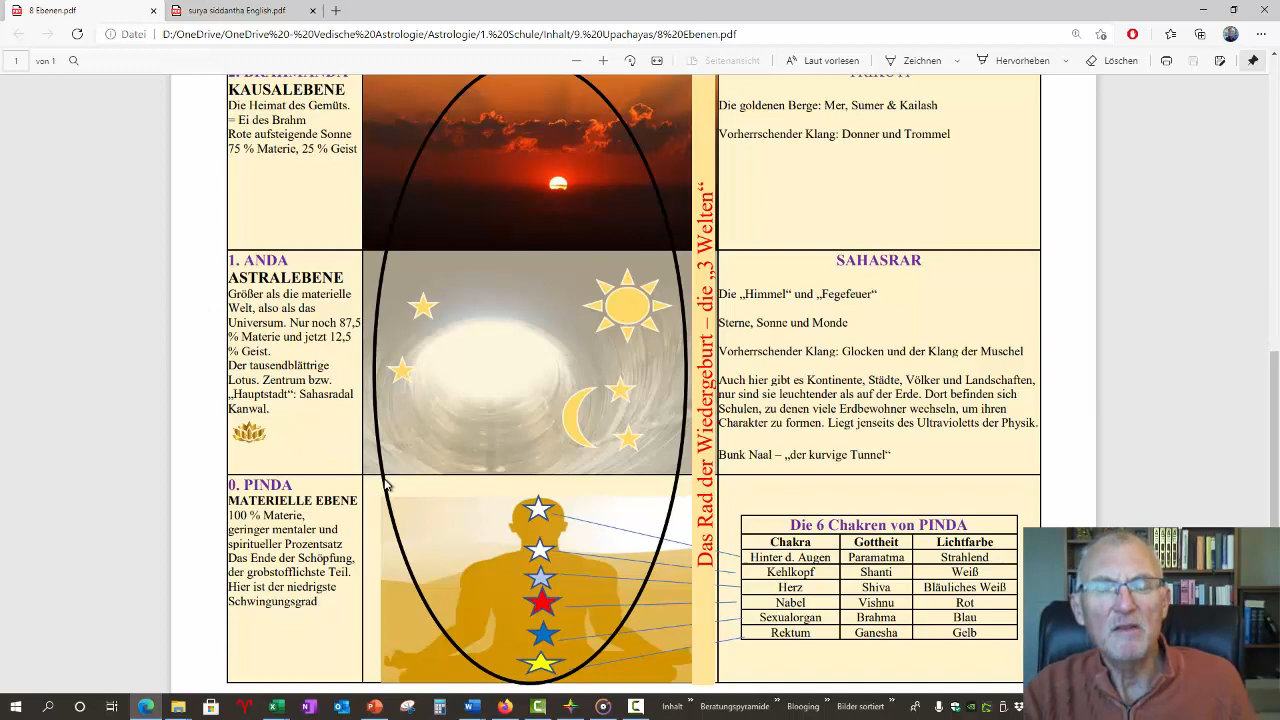 8 Ebenen.pdf
surya siddanta English.pdf
Datei
D:/OneDrive/OneDrive%20-%20Vedische%20Astrologie/Astrologie/1.%20Schule/Inhalt/9.%20Upachayas/8%20Ebenen.pdf
1 von 1
Seitenansicht
Laut vorlesen
Zeichnen
Hervorheben
Löschen
2. BRAHMANDA
KAUSALEBENE
Die Heimat des Gemüts.
= Ei des Brahm
Rote aufsteigende Sonne
75 % Materie, 25 % Geist
TRIKUTI
Die goldenen Berge: Mer, Sumer & Kailash
Vorherrschender Klang: Donner und Trommel
Das Rad der Wiedergeburt – die „3 Welten“
1. ANDA
ASTRALEBENE
Größer als die materielle
Welt, also als das
Universum. Nur noch 87,5
% Materie und jetzt 12,5
% Geist.
Der tausendblättrige
Lotus. Zentrum bzw.
„Hauptstadt“: Sahasradal
Kanwal.
SAHASRAR
Die „Himmel“ und „Fegefeuer“
Sterne, Sonne und Monde
Vorherrschender Klang: Glocken und der Klang der Muschel
Auch hier gibt es Kontinente, Städte, Völker und Landschaften,
nur sind sie leuchtender als auf der Erde. Dort befinden sich
Schulen, zu denen viele Erdbewohner wechseln, um ihren
Charakter zu formen. Liegt jenseits des Ultravioletts der Physik.
Bunk Naal – „der kurvige Tunnel“
0. PINDA
MATERIELLE EBENE
100 % Materie,
geringer mentaler und
spiritueller Prozentsatz
Das Ende der Schöpfung,
der grobstofflichste Teil.
Hier ist der niedrigste
Schwingungsgrad
Die 6 Chakren von PINDA
Chakra Gottheit Lichtfarbe
Hinter d. Augen Paramatma Strahlend
Kehlkopf Shanti Weiß
Herz Shiva Bläuliches Weiß
Nabel Vishnu Rot
Sexualorgan Brahma Blau
Rektum Ganesha Gelb
Inhalt
Beratungspyramide
Blooging
Bilder sortiert